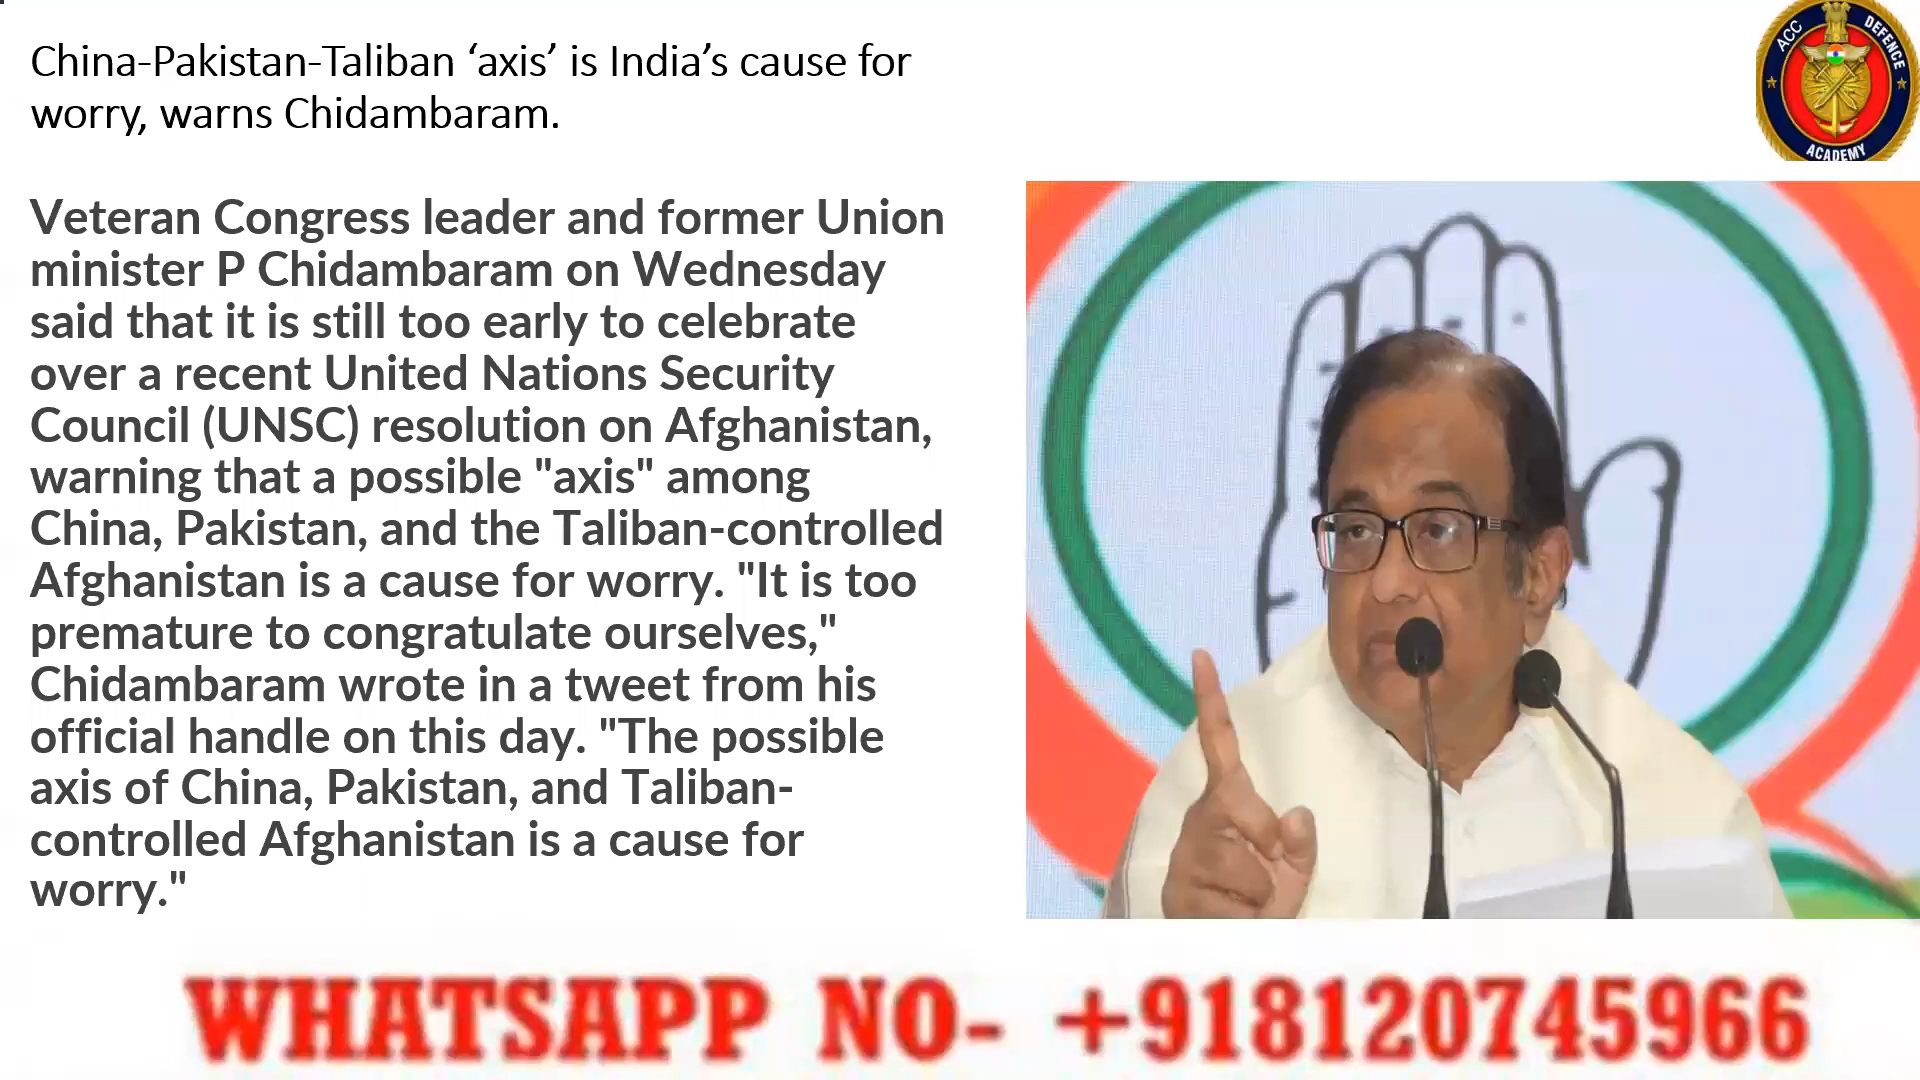 China-Pakistan-Taliban ‘axis’ is India’s cause for
worry, warns Chidambaram.
ACC DEFENCE
ACADEMY
Veteran Congress leader and former Union
minister P Chidambaram on Wednesday
said that it is still too early to celebrate
over a recent United Nations Security
Council (UNSC) resolution on Afghanistan,
warning that a possible "axis" among
China, Pakistan, and the Taliban-controlled
Afghanistan is a cause for worry. "It is too
premature to congratulate ourselves,"
Chidambaram wrote in a tweet from his
official handle on this day. "The possible
axis of China, Pakistan, and Taliban-
controlled Afghanistan is a cause for
worry."
WHATSAPP NO- +918120745966